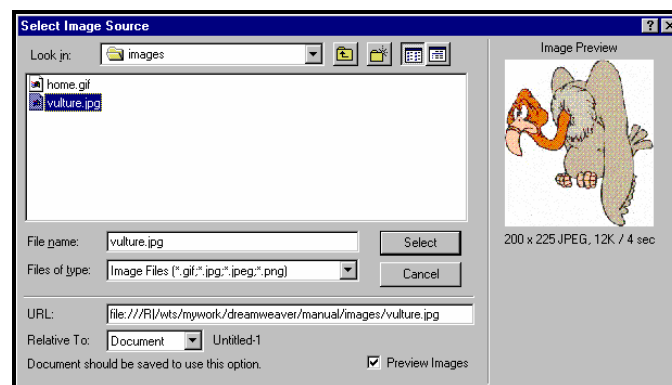 Select Image Source
Look in: images
Image Preview
home.gif
vulture.jpg
File name: vulture.jpg Select
200 x 225 JPEG, 12K / 4 sec
Files of type: Image Files (*.gif;*.jpg;*.jpeg;*.png) Cancel
URL: file:///R|/wts/mywork/dreamweaver/manual/images/vulture.jpg
Relative To: Document Untitled-1
Document should be saved to use this option. Preview Images